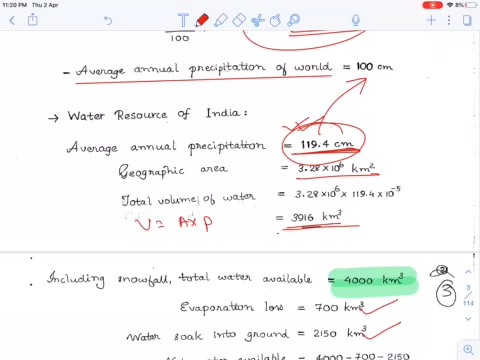 11:20 PM Thu 2 Apr
100
- Average annual precipitation of world = 100 cm
→ Water Resource of India:
Average annual precipitation = 119.4 cm
Geographic area = 3.28×10⁶ km²
Total volume of water = 3.28×10⁶ × 119.4×10⁻⁵
V = A×P = 3916 km³
Including snowfall, total water available = 4000 km³
3
3
114
Evaporation loss = 700 km³
Water soak into ground = 2150 km³
water available = 4000-700-2150